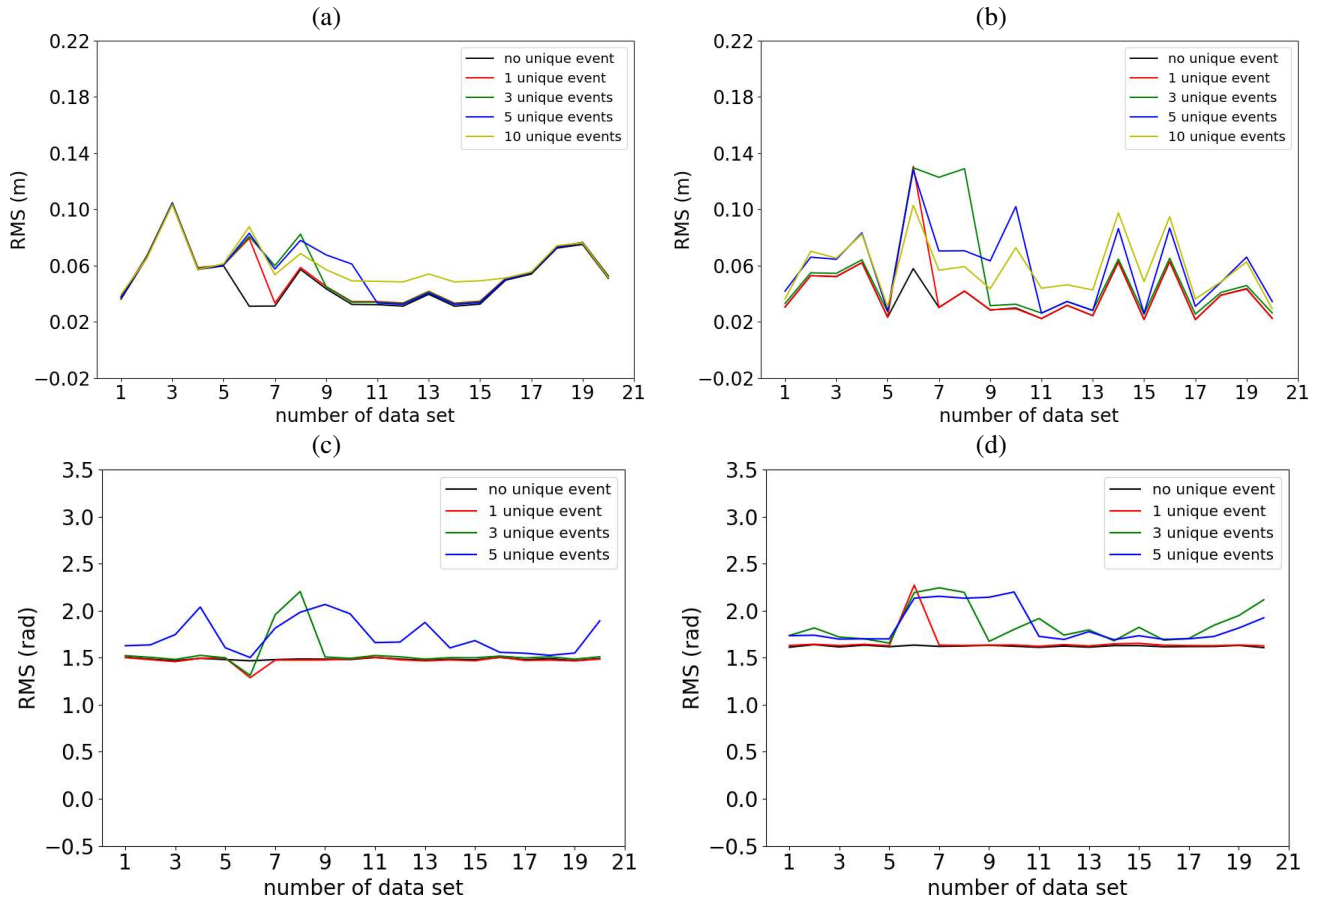 (a)
0.22
0.18
0.14
0.10
0.06
0.02
−0.02
RMS (m)
1 3 5 7 9 11 13 15 17 19 21
number of data set
no unique event
1 unique event
3 unique events
5 unique events
10 unique events
(b)
0.22
0.18
0.14
0.10
0.06
0.02
−0.02
RMS (m)
1 3 5 7 9 11 13 15 17 19 21
number of data set
no unique event
1 unique event
3 unique events
5 unique events
10 unique events
(c)
3.5
3.0
2.5
2.0
1.5
1.0
0.5
0.0
−0.5
RMS (rad)
1 3 5 7 9 11 13 15 17 19 21
number of data set
no unique event
1 unique event
3 unique events
5 unique events
(d)
3.5
3.0
2.5
2.0
1.5
1.0
0.5
0.0
−0.5
RMS (rad)
1 3 5 7 9 11 13 15 17 19 21
number of data set
no unique event
1 unique event
3 unique events
5 unique events